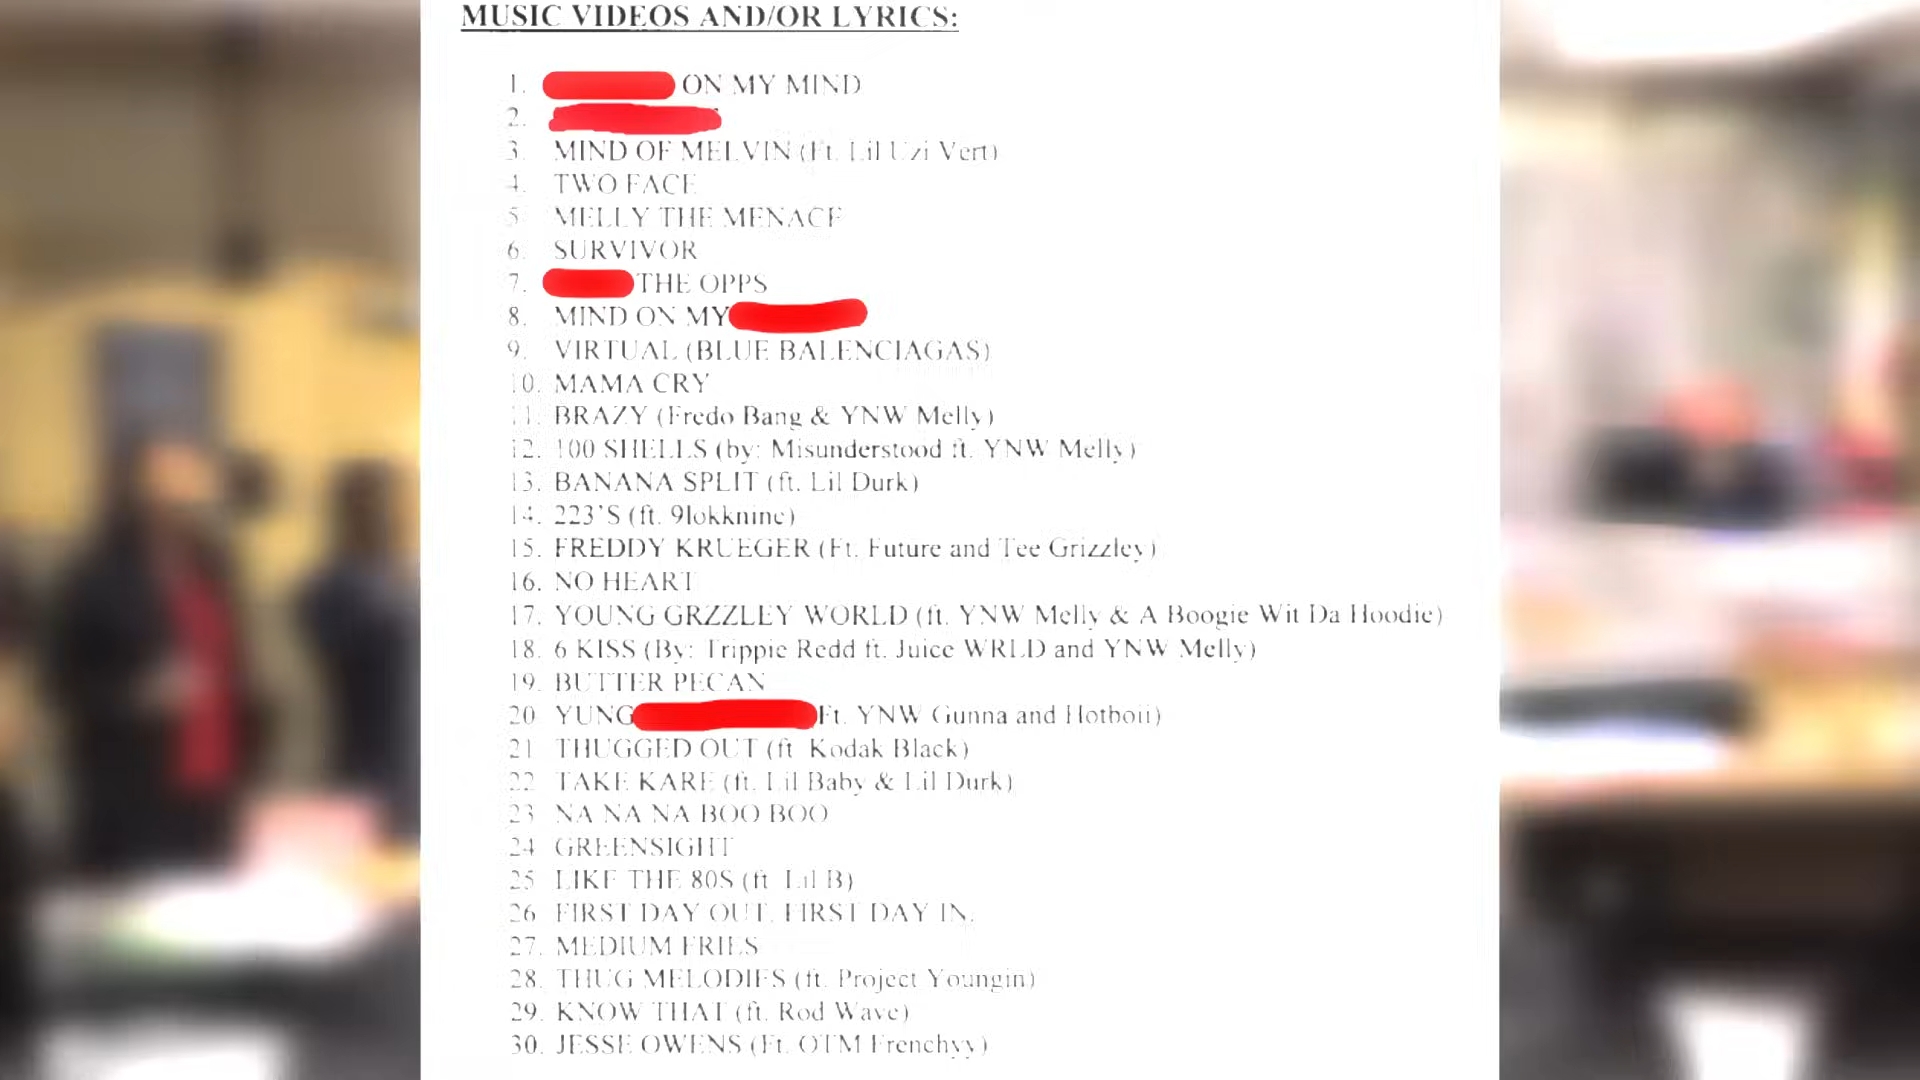 MUSIC VIDEOS AND/OR LYRICS:
1. ON MY MIND
2.
3. MIND OF MELVIN (Ft. Lil Uzi Vert)
4. TWO FACE
5. MELLY THE MENACE
6. SURVIVOR
7. THE OPPS
8. MIND ON MY
9. VIRTUAL (BLUE BALENCIAGAS)
10. MAMA CRY
11. BRAZY (Fredo Bang & YNW Melly)
12. 100 SHELLS (by: Misunderstood ft. YNW Melly)
13. BANANA SPLIT (ft. Lil Durk)
14. 223'S (ft. 9lokknine)
15. FREDDY KRUEGER (Ft. Future and Tee Grizzley)
16. NO HEART
17. YOUNG GRZZLEY WORLD (ft. YNW Melly & A Boogie Wit Da Hoodie)
18. 6 KISS (By: Trippie Redd ft. Juice WRLD and YNW Melly)
19. BUTTER PECAN
20 YUNG Ft. YNW Gunna and Hotboii)
21 THUGGED OUT (ft Kodak Black)
22 TAKE KARE (ft. Lil Baby & Lil Durk)
23 NA NA NA BOO BOO
24 GREENSIGHT
25 LIKE THE 80S (ft Lil B)
26 FIRST DAY OUT, FIRST DAY IN.
27. MEDIUM FRIES
28. THUG MELODIES (ft. Project Youngin)
29. KNOW THAT (ft. Rod Wave)
30. JESSE OWENS (Ft. OTM Frenchyy)